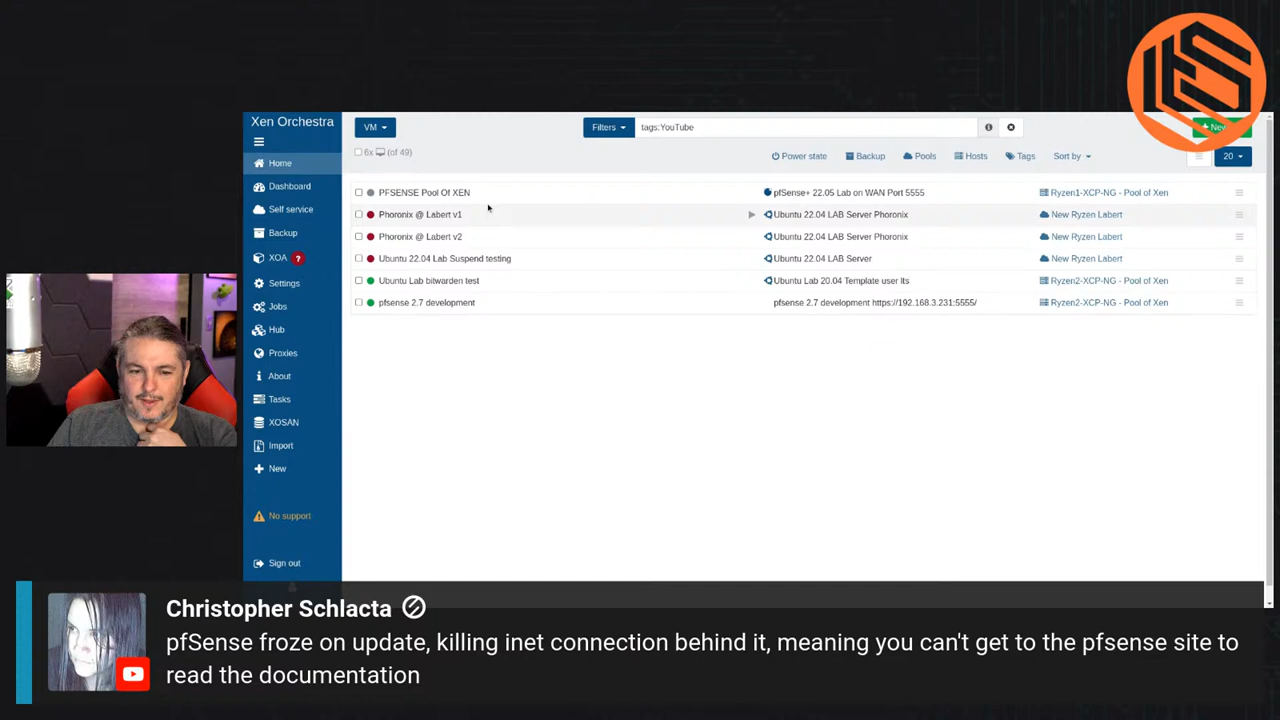 Xen Orchestra
Home
Dashboard
Self service
Backup
XOA ?
Settings
Jobs
Hub
Proxies
About
Tasks
XOSAN
Import
New
No support
Sign out
VM Filters tags:YouTube
6x (of 49) Power state Backup Pools Hosts Tags Sort by 20
PFSENSE Pool Of XEN pfSense+ 22.05 Lab on WAN Port 5555 Ryzen1-XCP-NG - Pool of Xen
Phoronix @ Labert v1 Ubuntu 22.04 LAB Server Phoronix New Ryzen Labert
Phoronix @ Labert v2 Ubuntu 22.04 LAB Server Phoronix New Ryzen Labert
Ubuntu 22.04 Lab Suspend testing Ubuntu 22.04 LAB Server New Ryzen Labert
Ubuntu Lab bitwarden test Ubuntu Lab 20.04 Template user lts Ryzen2-XCP-NG - Pool of Xen
pfsense 2.7 development pfsense 2.7 development https://192.168.3.231:5555/ Ryzen2-XCP-NG - Pool of Xen
Christopher Schlacta
pfSense froze on update, killing inet connection behind it, meaning you can't get to the pfsense site to
read the documentation